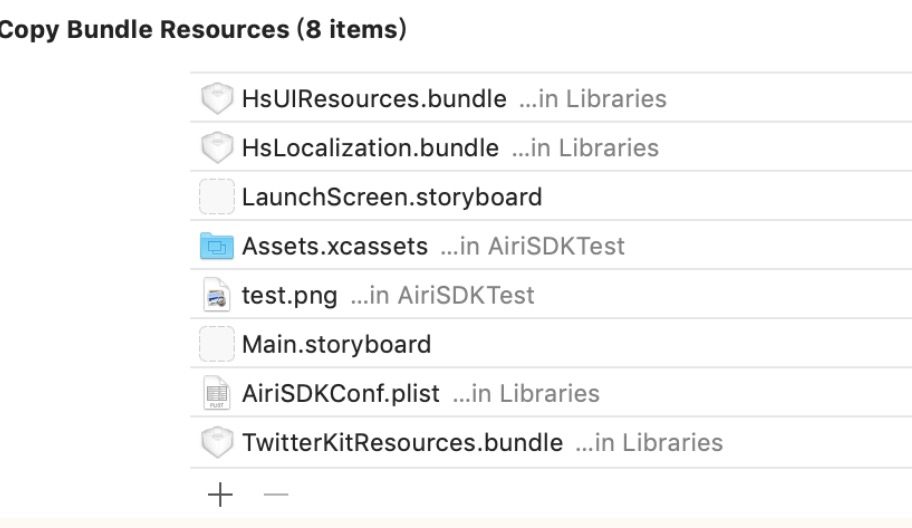 Copy Bundle Resources (8 items)
HsUIResources.bundle ...in Libraries
HsLocalization.bundle ...in Libraries
LaunchScreen.storyboard
Assets.xcassets ...in AiriSDKTest
test.png ...in AiriSDKTest
Main.storyboard
AiriSDKConf.plist ...in Libraries
TwitterKitResources.bundle ...in Libraries